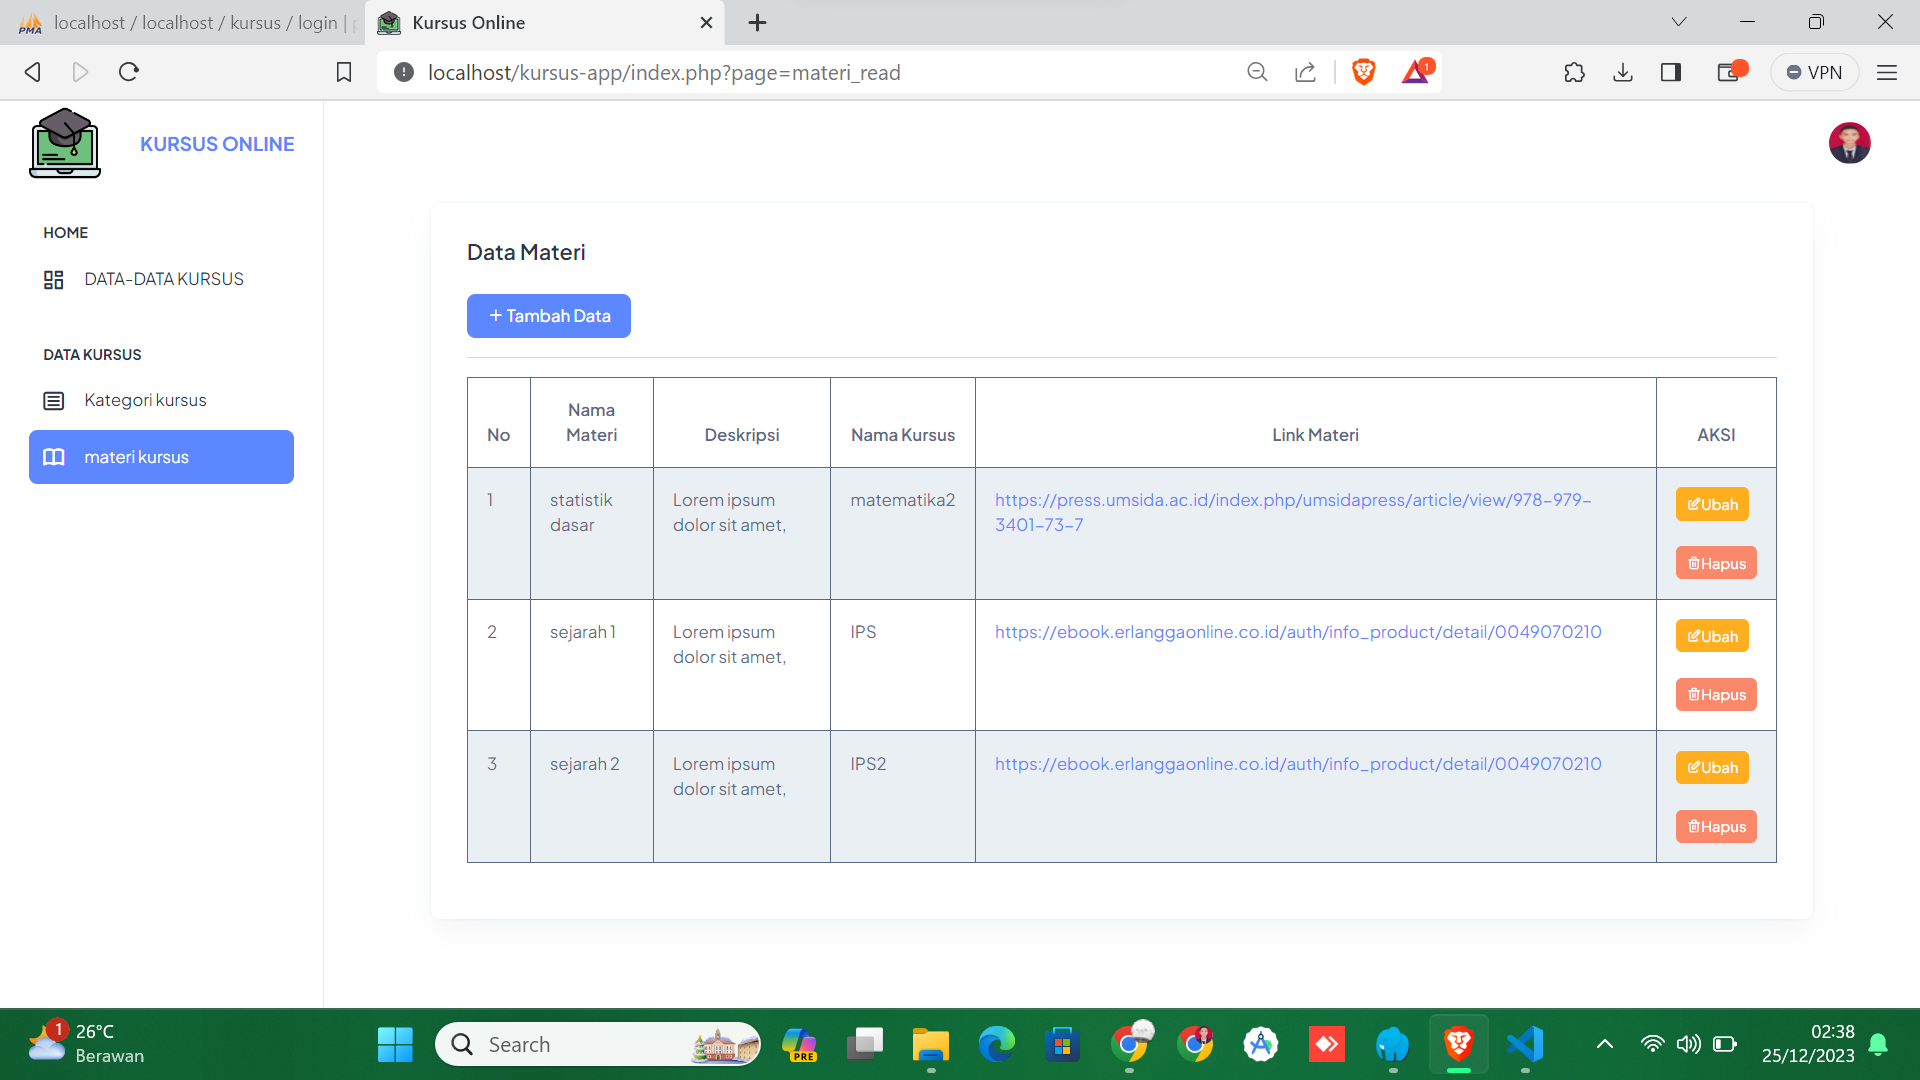 localhost / localhost / kursus / login |
Kursus Online
localhost/kursus-app/index.php?page=materi_read
1
VPN
KURSUS ONLINE
HOME
DATA-DATA KURSUS
DATA KURSUS
Kategori kursus
materi kursus
Data Materi
+ Tambah Data
No
Nama
Materi
Deskripsi
Nama Kursus
Link Materi
AKSI
1
statistik
dasar
Lorem ipsum
dolor sit amet,
matematika2
https://press.umsida.ac.id/index.php/umsidapress/article/view/978-979-
3401-73-7
Ubah
Hapus
2
sejarah 1
Lorem ipsum
dolor sit amet,
IPS
https://ebook.erlanggaonline.co.id/auth/info_product/detail/0049070210
Ubah
Hapus
3
sejarah 2
Lorem ipsum
dolor sit amet,
IPS2
https://ebook.erlanggaonline.co.id/auth/info_product/detail/0049070210
Ubah
Hapus
1
26°C
Berawan
Search
PRE
02:38
25/12/2023